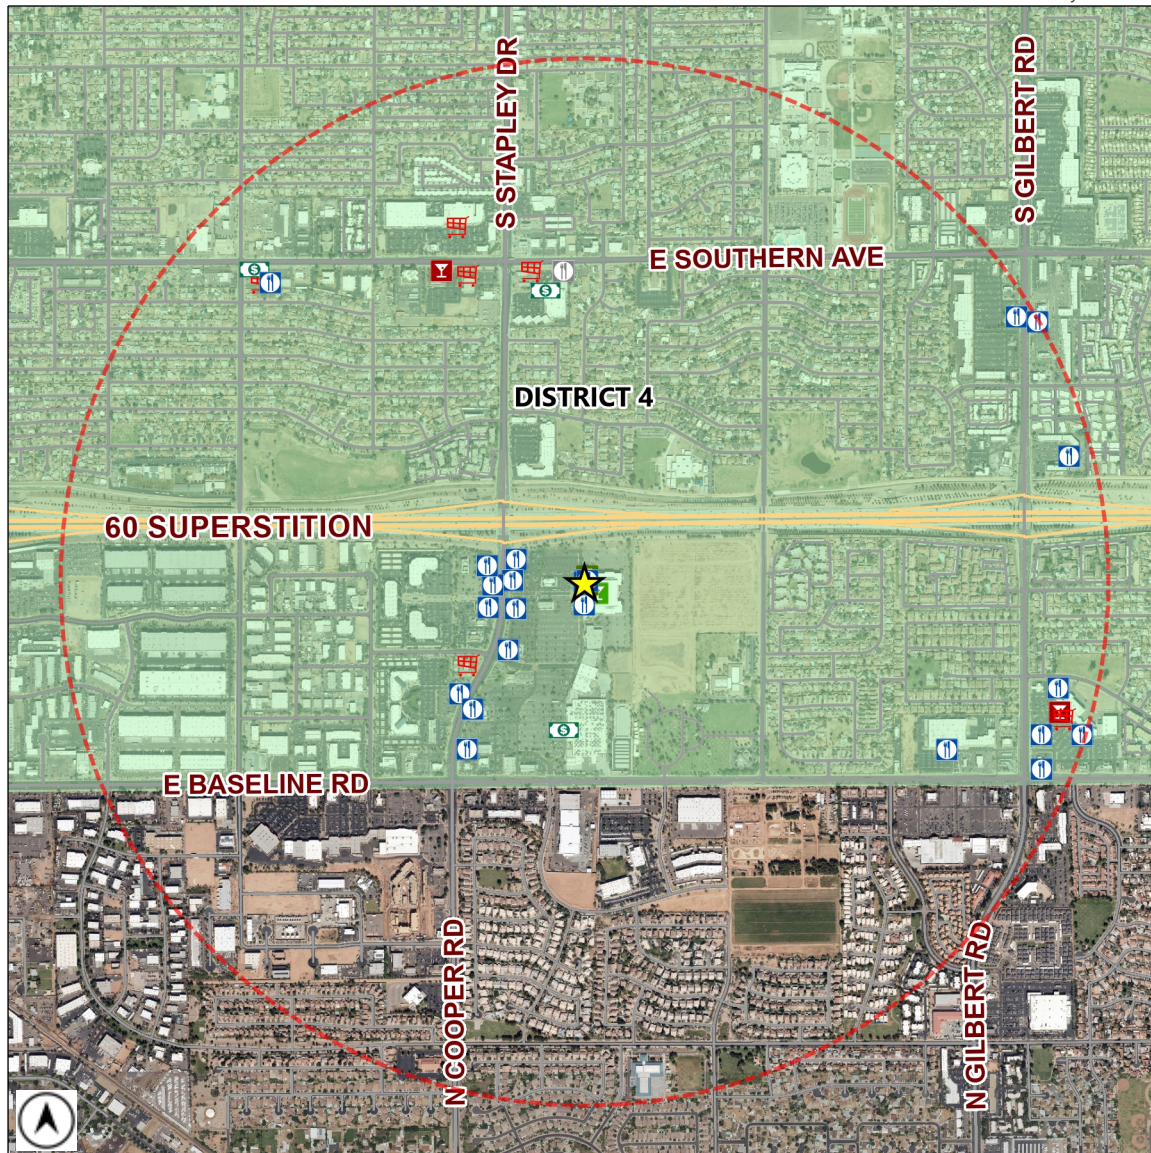 S STAPLEY DR
S GILBERT RD
E SOUTHERN AVE
DISTRICT 4
60 SUPERSTITION
E BASELINE RD
N COOPER RD
N GILBERT RD